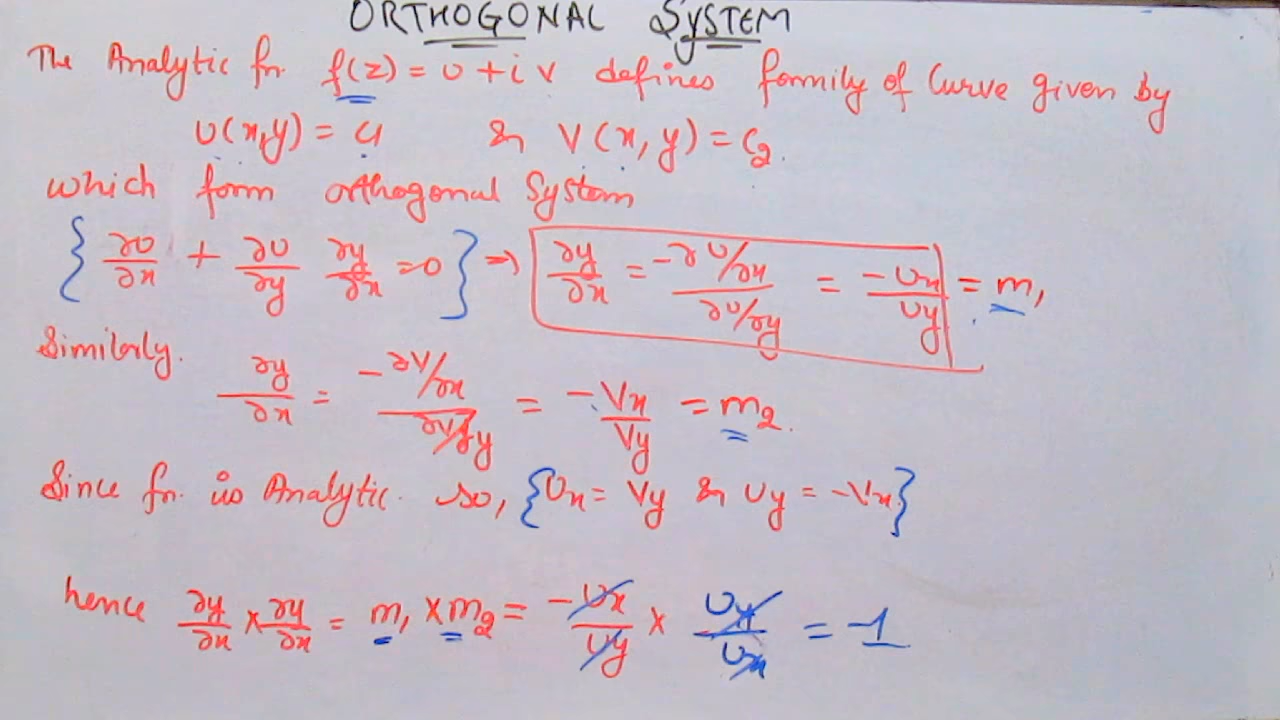 ORTHOGONAL SYSTEM
The Analytic fn. f(z) = u + i v defines formily of Curve given by
u(x,y) = c1 & v(x,y) = c2.
which form orthogonal System
{ ∂u/∂x + ∂u/∂y ∂y/∂x = 0 } ⇒ ∂y/∂x = -∂u/∂x / ∂u/∂y = -ux/uy = m1
Similarly. ∂y/∂x = -∂v/∂x / ∂v/∂y = -vx/vy = m2.
Since fn. is Analytic. so, {ux = vy & uy = -vx}
hence ∂y/∂x × ∂y/∂x = m1 × m2 = -ux/uy × uy/ux = -1